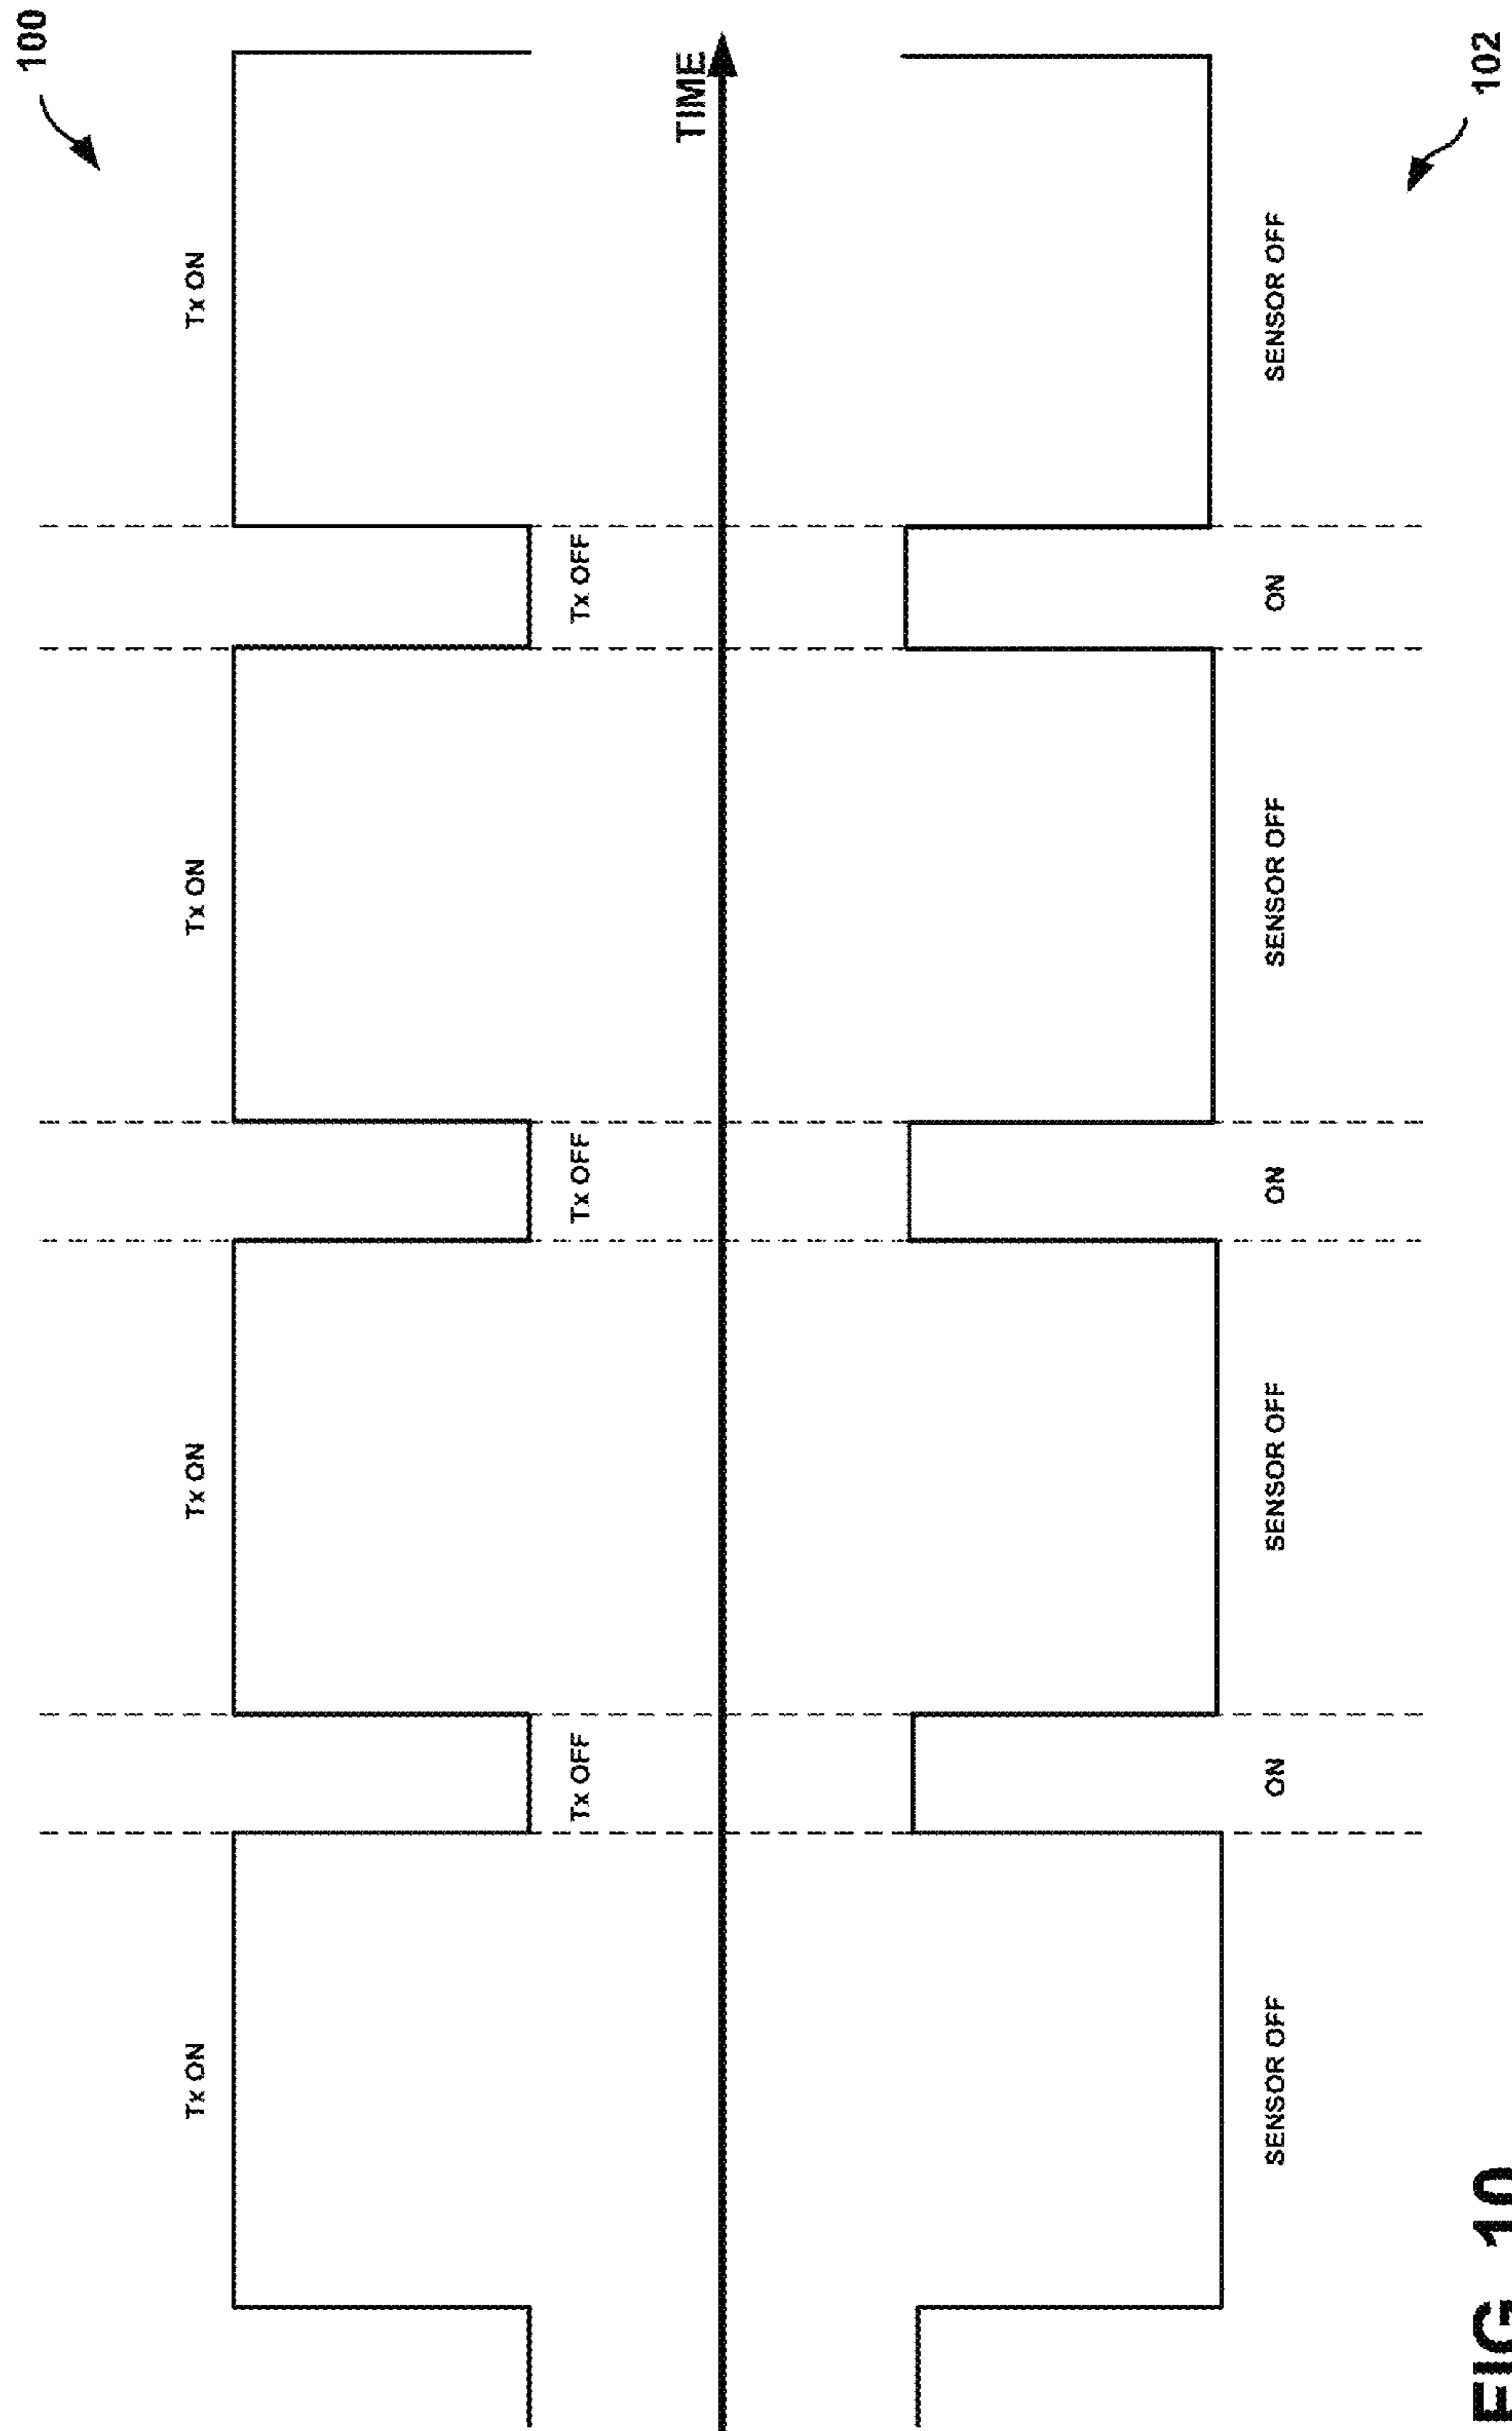 100
Tx ON
Tx ON
Tx ON
Tx ON
Tx OFF
Tx OFF
Tx OFF
TIME
SENSOR OFF
ON
SENSOR OFF
ON
SENSOR OFF
ON
SENSOR OFF
102
FIG. 10